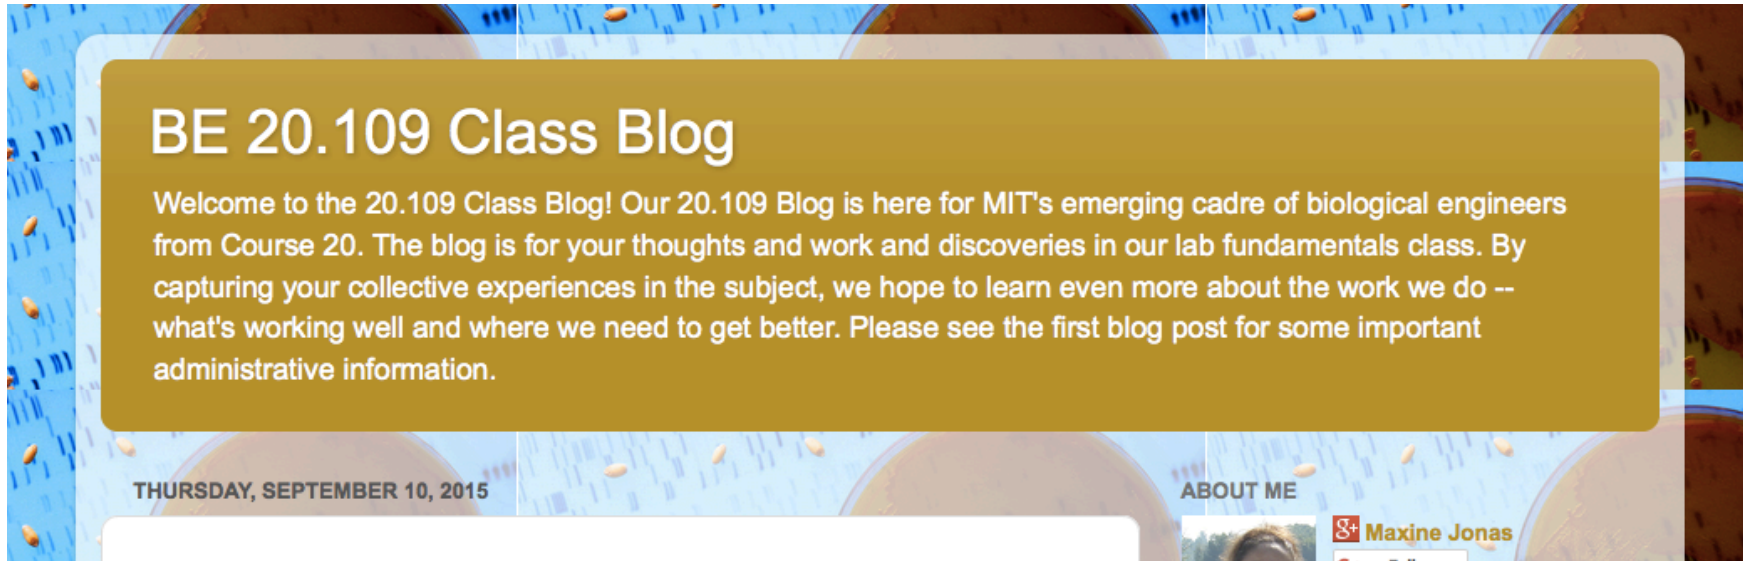 BE 20.109 Class Blog
Welcome to the 20.109 Class Blog! Our 20.109 Blog is here for MIT's emerging cadre of biological engineers
from Course 20. The blog is for your thoughts and work and discoveries in our lab fundamentals class. By
capturing your collective experiences in the subject, we hope to learn even more about the work we do --
what's working well and where we need to get better. Please see the first blog post for some important
administrative information.
THURSDAY, SEPTEMBER 10, 2015
ABOUT ME
g+ Maxine Jonas